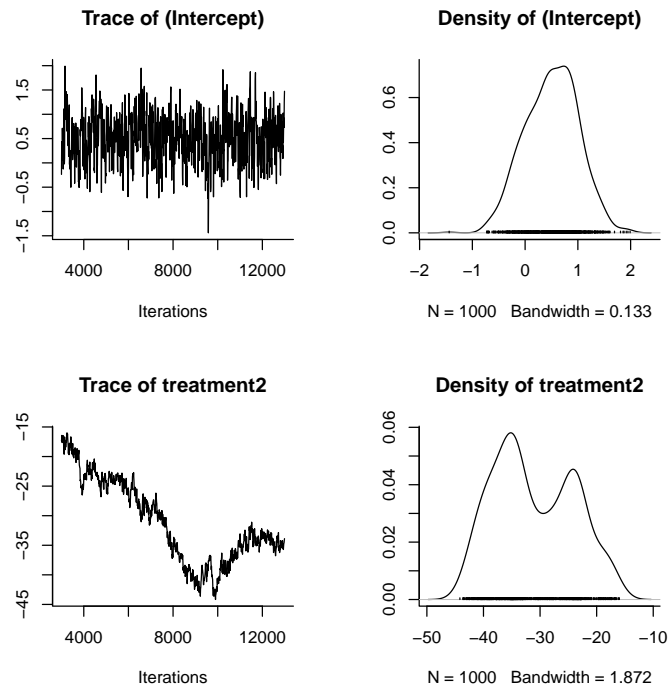 Trace of (Intercept)
1.5
0.5
−0.5
−1.5
4000 8000 12000
Iterations
Density of (Intercept)
0.6
0.4
0.2
0.0
−2 −1 0 1 2
N = 1000 Bandwidth = 0.133
Trace of treatment2
−15
−25
−35
−45
4000 8000 12000
Iterations
Density of treatment2
0.06
0.04
0.02
0.00
−50 −40 −30 −20 −10
N = 1000 Bandwidth = 1.872